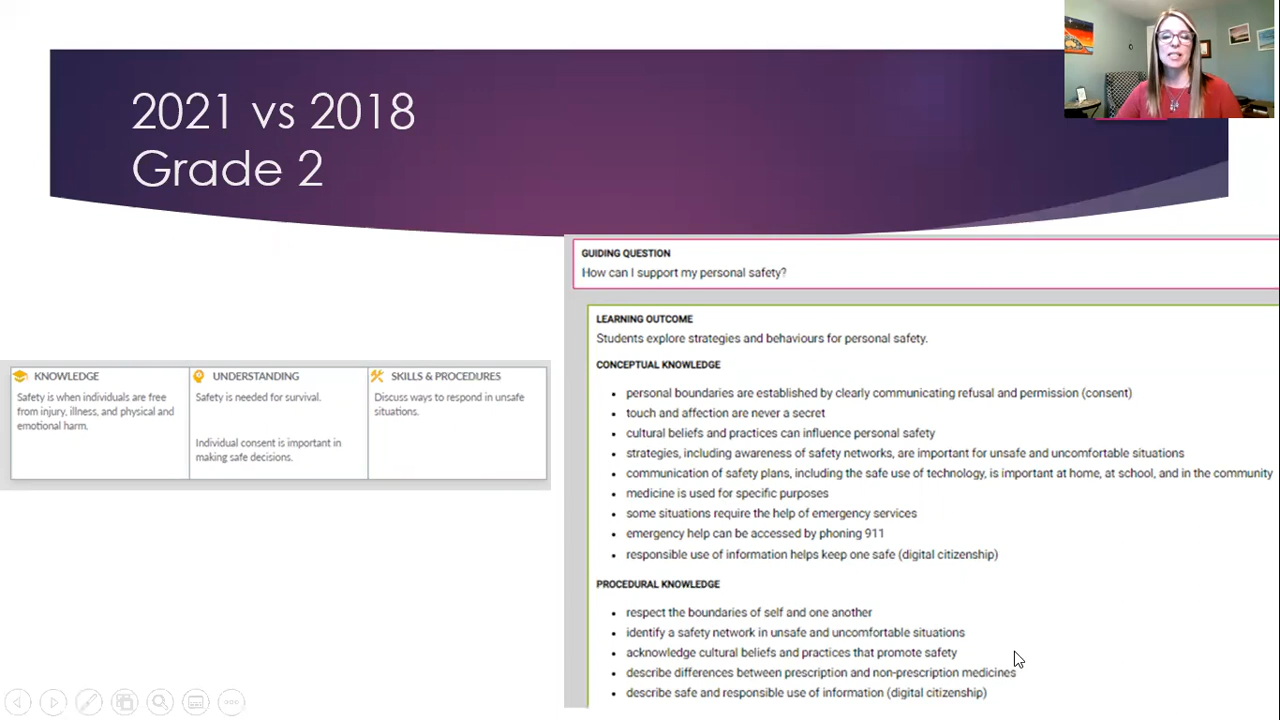 2021 vs 2018
Grade 2
KNOWLEDGE
Safety is when individuals are free
from injury, illness, and physical and
emotional harm.
UNDERSTANDING
Safety is needed for survival.
Individual consent is important in
making safe decisions.
SKILLS & PROCEDURES
Discuss ways to respond in unsafe
situations.
GUIDING QUESTION
How can I support my personal safety?
LEARNING OUTCOME
Students explore strategies and behaviours for personal safety.
CONCEPTUAL KNOWLEDGE
• personal boundaries are established by clearly communicating refusal and permission (consent)
• touch and affection are never a secret
• cultural beliefs and practices can influence personal safety
• strategies, including awareness of safety networks, are important for unsafe and uncomfortable situations
• communication of safety plans, including the safe use of technology, is important at home, at school, and in the community
• medicine is used for specific purposes
• some situations require the help of emergency services
• emergency help can be accessed by phoning 911
• responsible use of information helps keep one safe (digital citizenship)
PROCEDURAL KNOWLEDGE
• respect the boundaries of self and one another
• identify a safety network in unsafe and uncomfortable situations
• acknowledge cultural beliefs and practices that promote safety
• describe differences between prescription and non-prescription medicines
• describe safe and responsible use of information (digital citizenship)